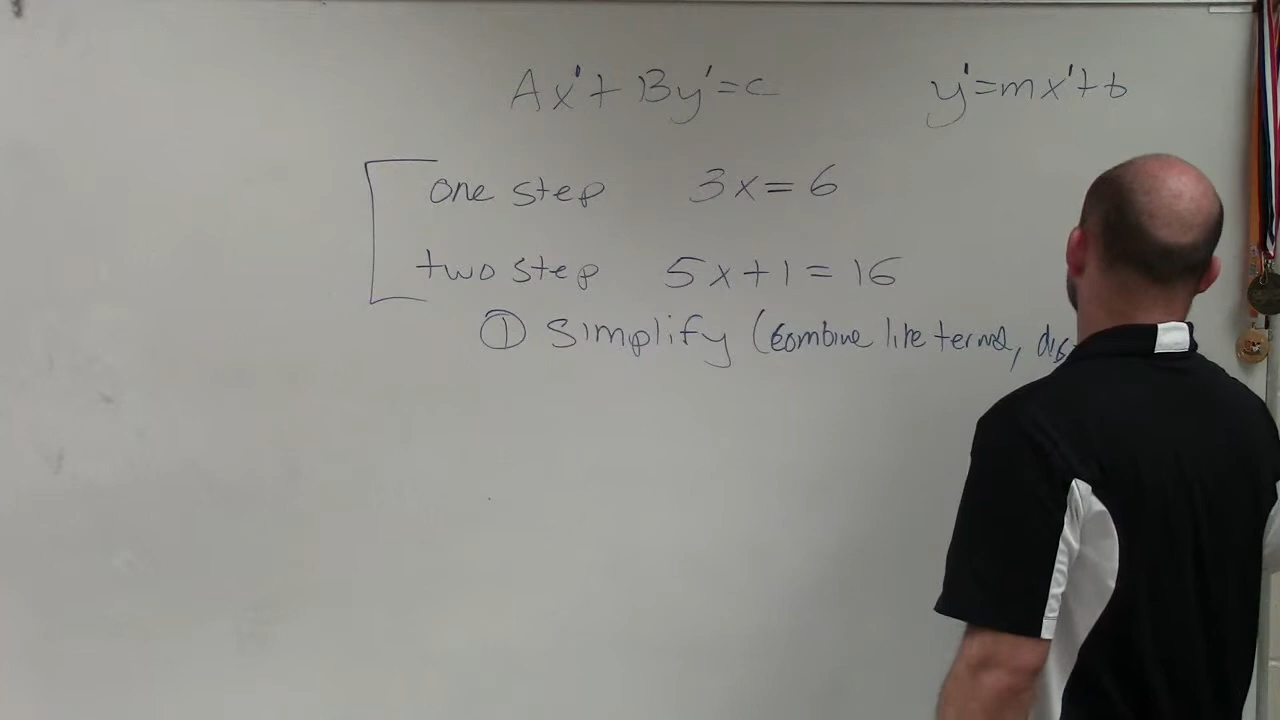 Ax'+ By'=c y'=mx'+b
one step 3x=6
two step 5x+1=16
① Simplify (combine like terms,